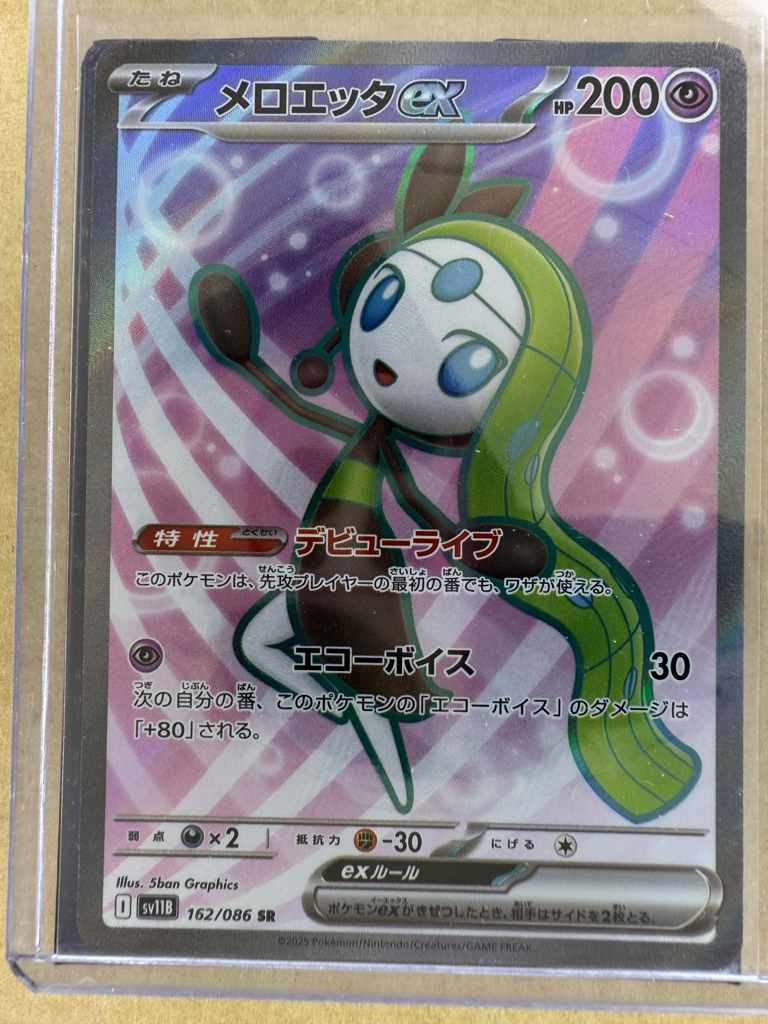 たね
メロエッタex HP200
特性 とくせい デビューライブ
このポケモンは、先攻プレイヤーの最初の番でも、ワザが使える。
エコーボイス 30
次の自分の番、このポケモンの「エコーボイス」のダメージは
「+80」される。
弱点 ×2 抵抗力 -30 にげる
exルール
ポケモンexがきぜつしたとき、相手はサイドを2枚とる。
Illus. 5ban Graphics
I sv11B 162/086 SR
©2025 Pokémon/Nintendo/Creatures/GAME FREAK.